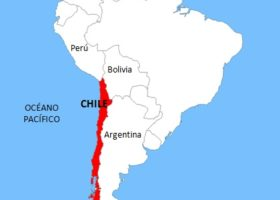 Perú
Bolivia
CHILE
OCÉANO
PACÍFICO
Argentina